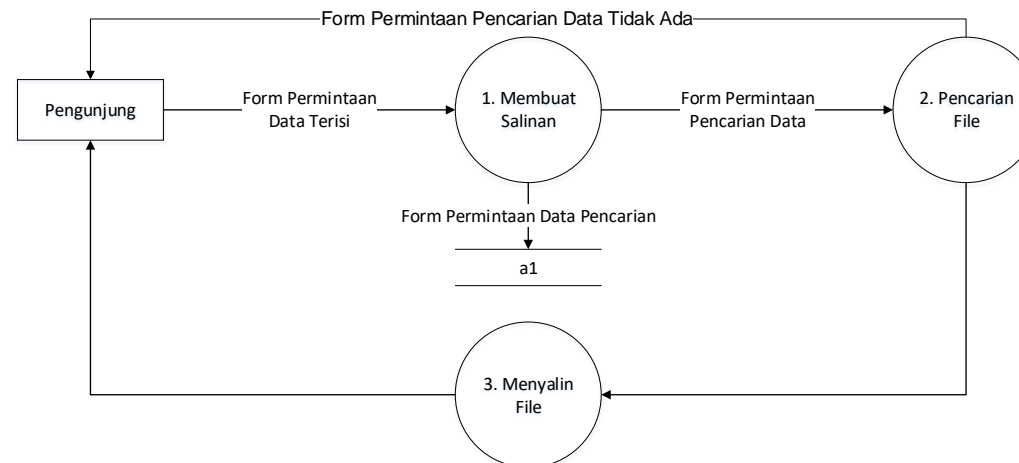 Form Permintaan Pencarian Data Tidak Ada
Pengunjung
Form Permintaan
Data Terisi
1. Membuat
Salinan
Form Permintaan
Pencarian Data
2. Pencarian
File
Form Permintaan Data Pencarian
a1
3. Menyalin
File